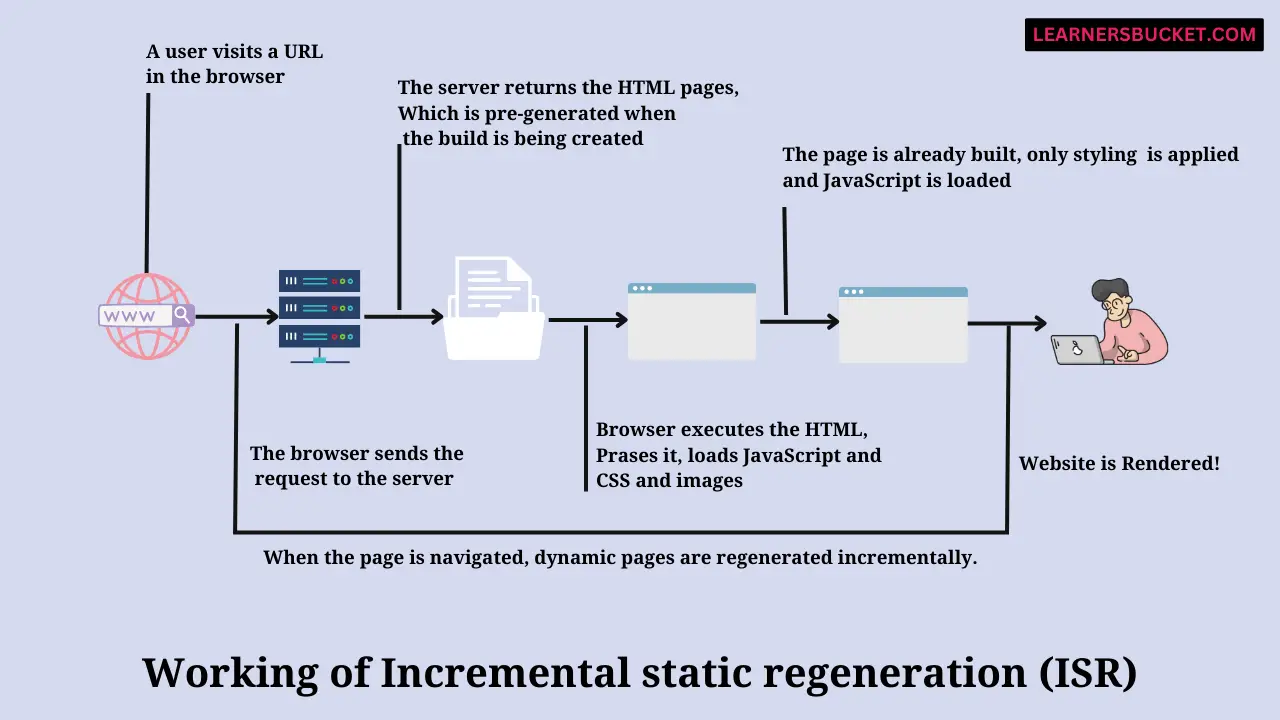 LEARNERSBUCKET.COM
A user visits a URL
in the browser
The server returns the HTML pages,
Which is pre-generated when
the build is being created
The page is already built, only styling is applied
and JavaScript is loaded
WWW
The browser sends the
request to the server
Browser executes the HTML,
Prases it, loads JavaScript and
CSS and images
Website is Rendered!
When the page is navigated, dynamic pages are regenerated incrementally.
Working of Incremental static regeneration (ISR)